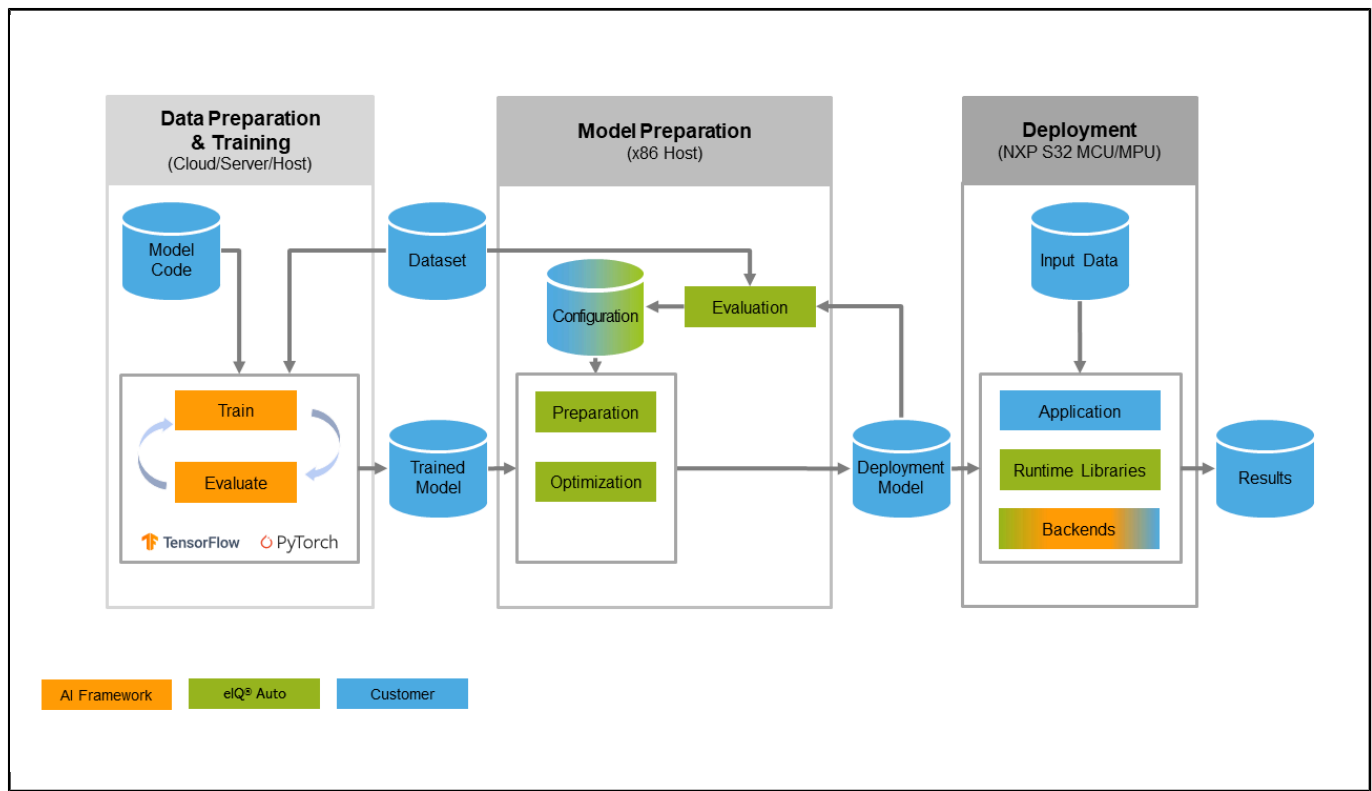 Data Preparation
& Training
(Cloud/Server/Host)
Model Preparation
(x86 Host)
Deployment
(NXP S32 MCU/MPU)
Model
Code
Dataset
Configuration
Evaluation
Input Data
Train
Evaluate
TensorFlow
PyTorch
Trained
Model
Preparation
Optimization
Deployment
Model
Application
Runtime Libraries
Backends
Results
AI Framework
eIQ® Auto
Customer